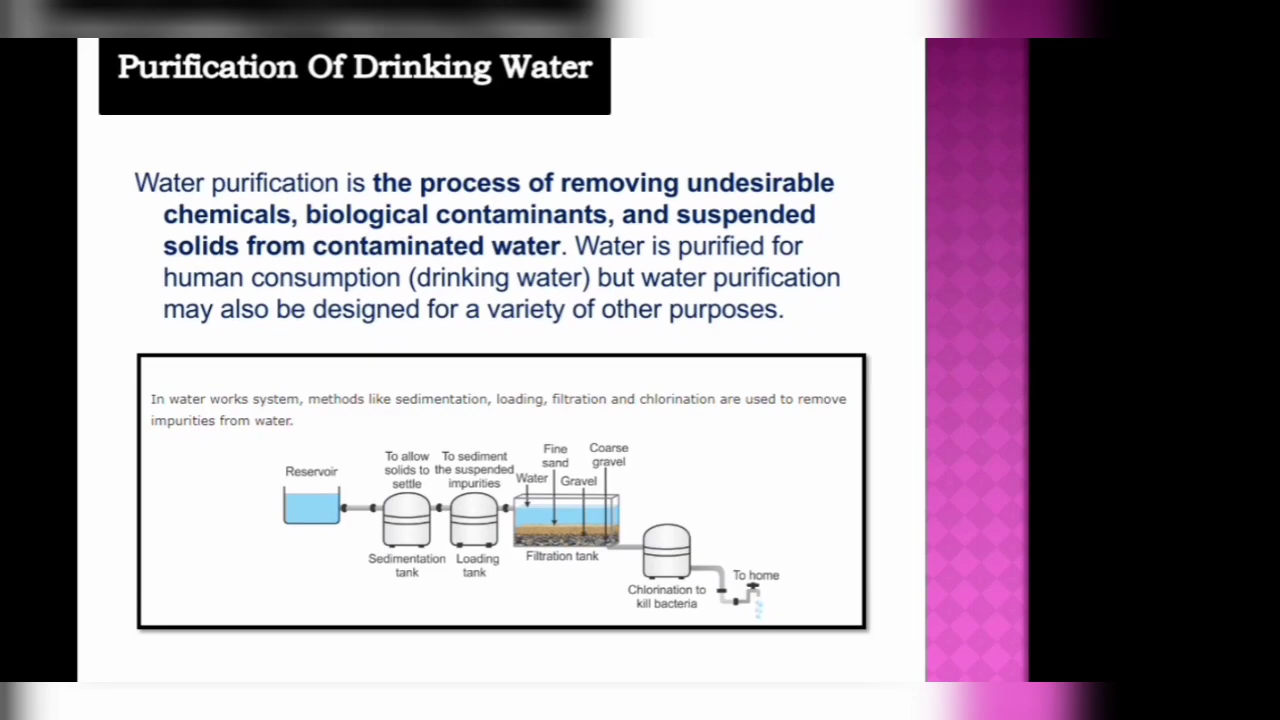 Purification Of Drinking Water
Water purification is the process of removing undesirable
chemicals, biological contaminants, and suspended
solids from contaminated water. Water is purified for
human consumption (drinking water) but water purification
may also be designed for a variety of other purposes.
In water works system, methods like sedimentation, loading, filtration and chlorination are used to remove
impurities from water.
Reservoir
To allow
solids to
settle
To sediment
the suspended
impurities
Water
Fine
sand
Gravel
Coarse
gravel
Sedimentation
tank
Loading
tank
Filtration tank
Chlorination to
kill bacteria
To home